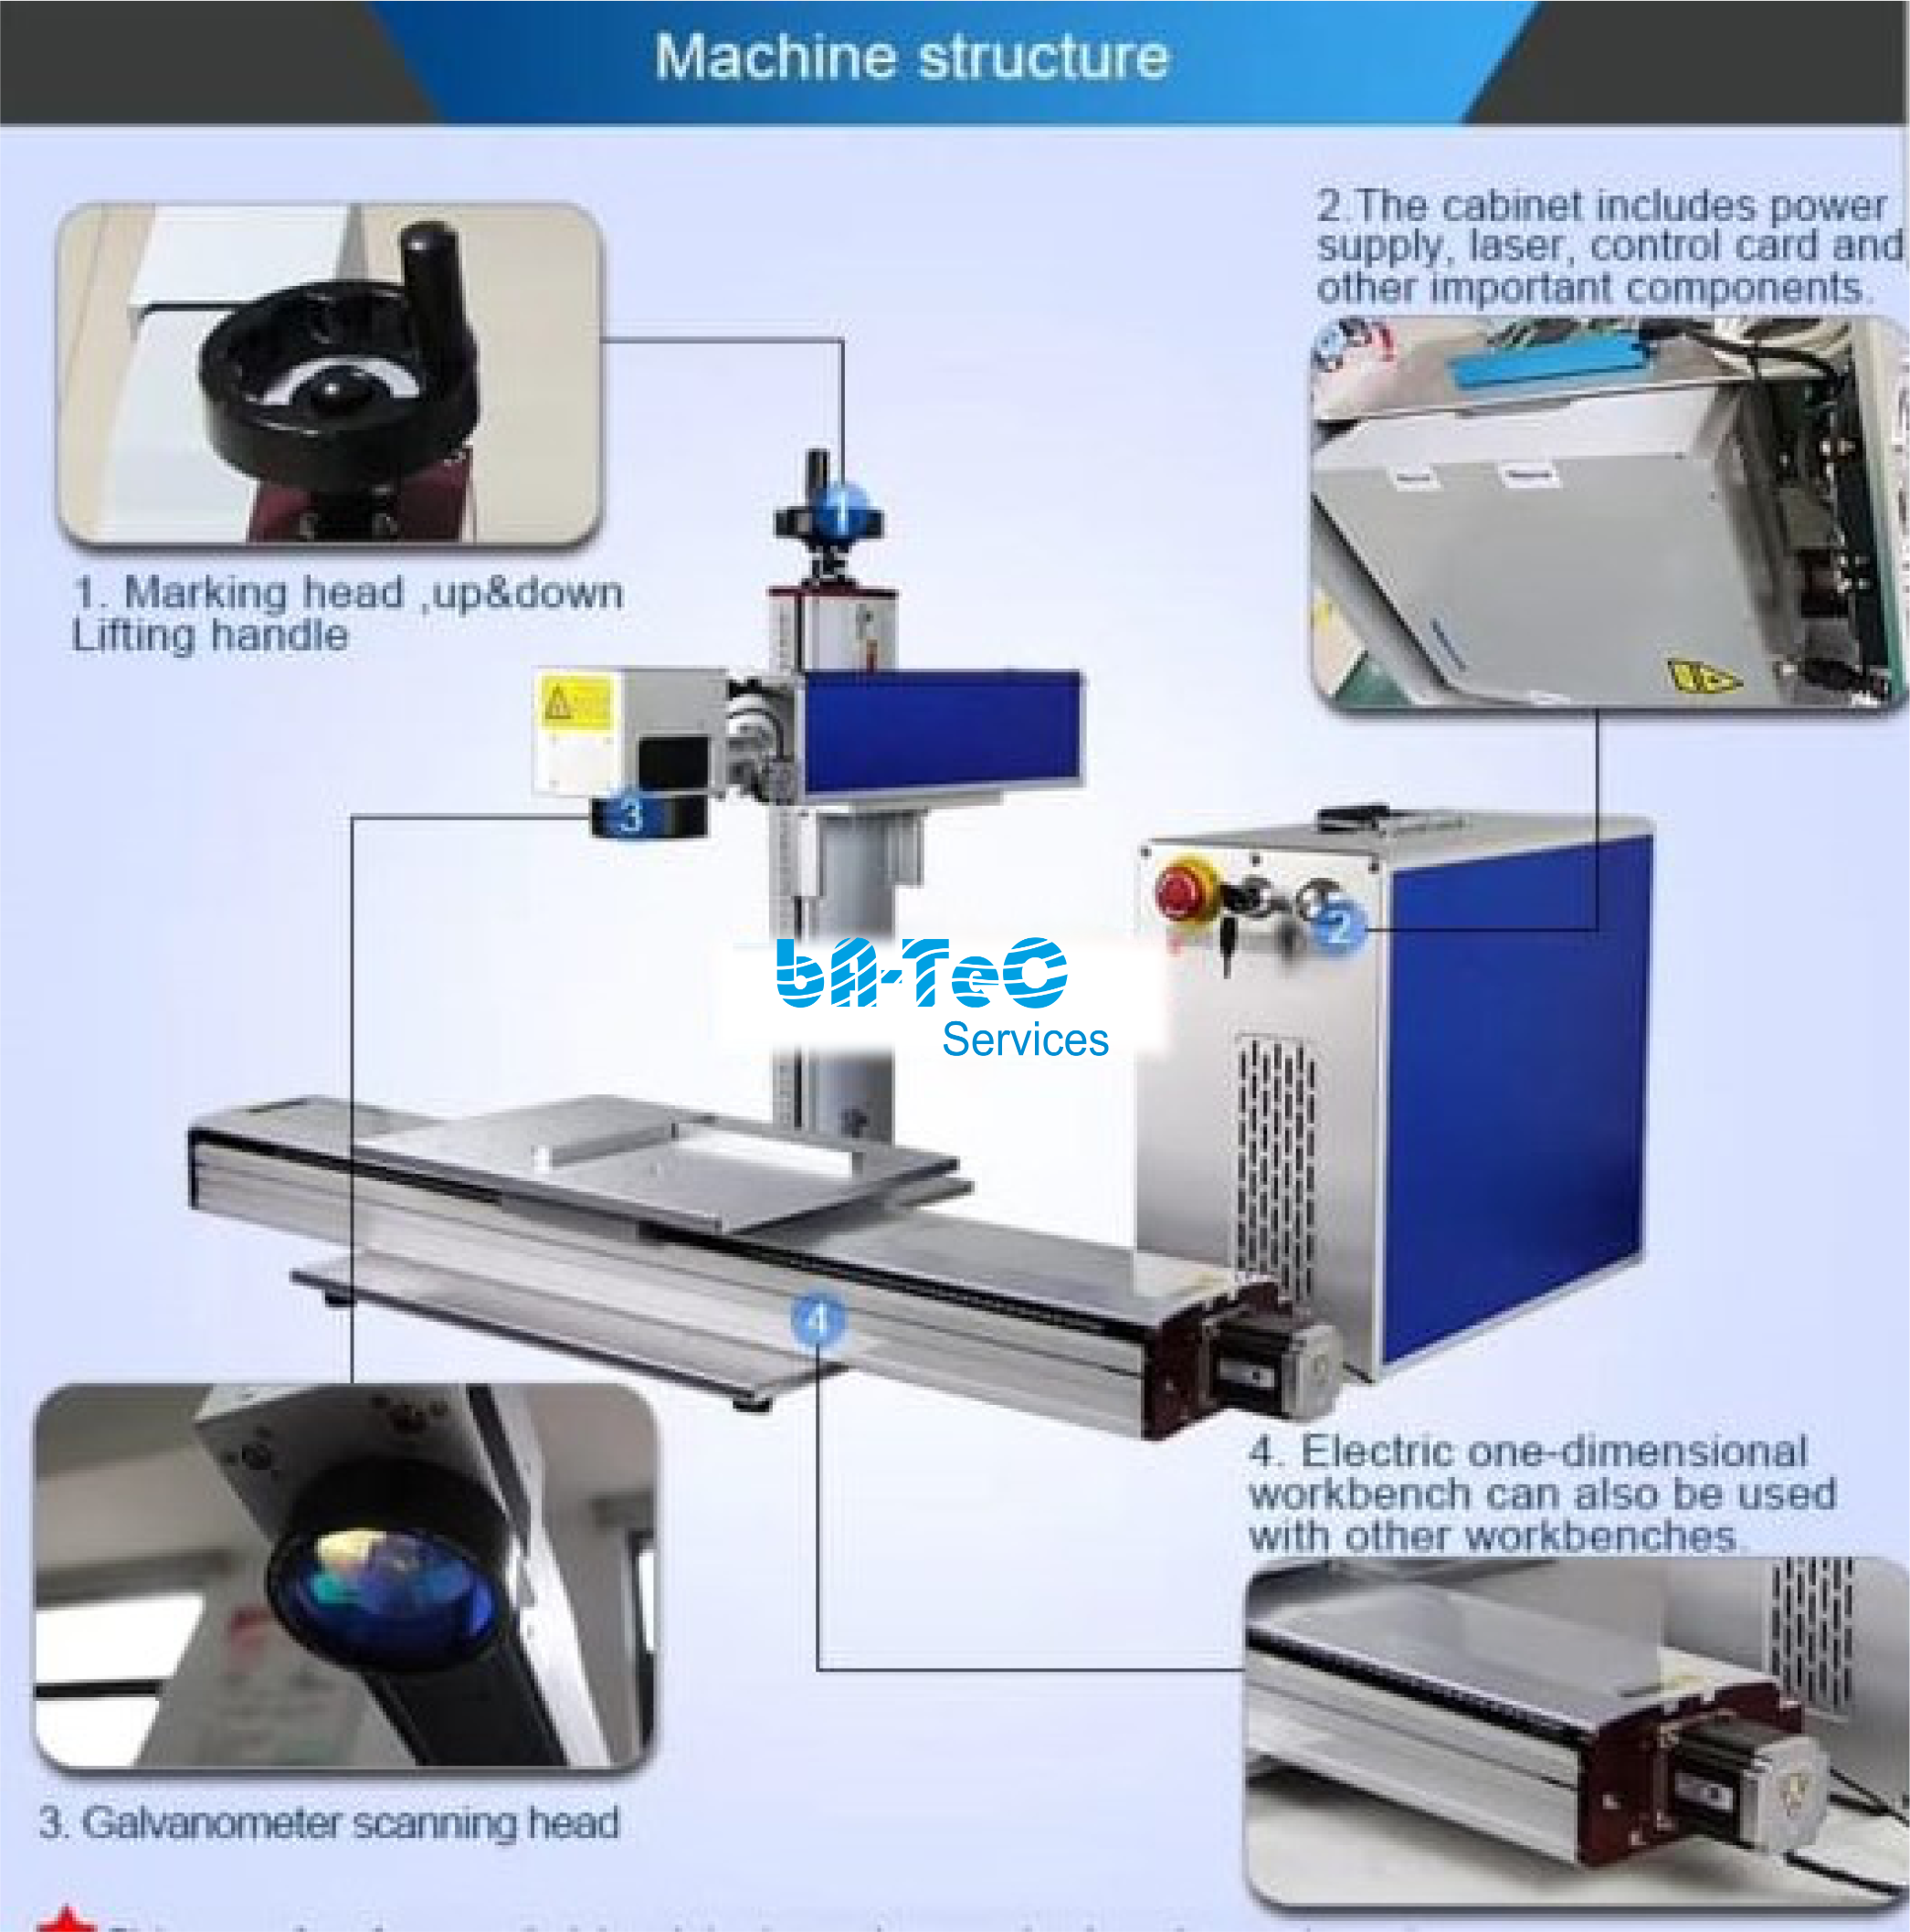 Machine structure
2.The cabinet includes power
supply, laser, control card and
other important components.
1. Marking head ,up&down
Lifting handle
1
3
2
bA-TeC
Services
4
4. Electric one-dimensional
workbench can also be used
with other workbenches.
3. Galvanometer scanning head